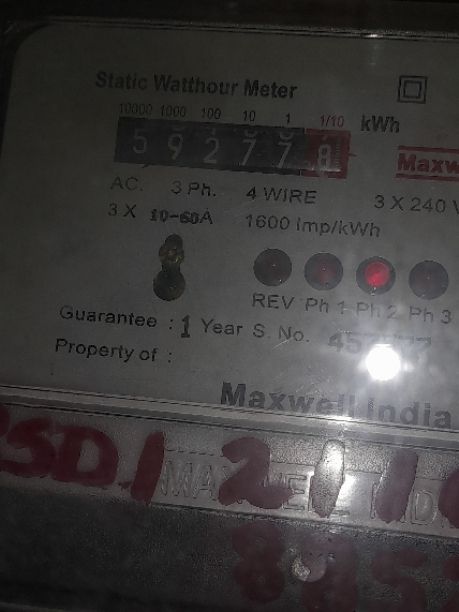 Static Watthour Meter
10000 1000 100 10 1 1/10 kWh
5 9 2 7 7 8
Maxw
AC. 3 Ph. 4 WIRE 3 X 240 V
3 X 10-60A 1600 Imp/kWh
REV Ph 1 Ph 2 Ph 3
Guarantee : 1 Year S. No.
Property of :
Maxwell India